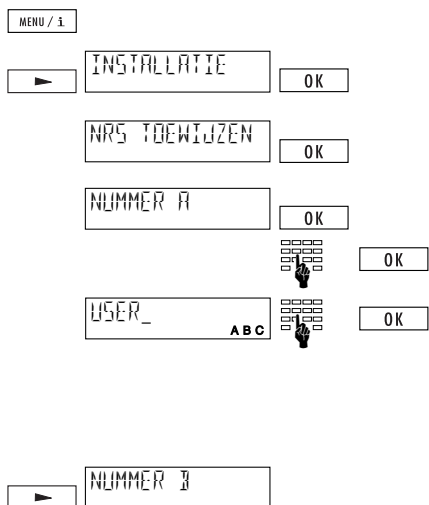 MENU / i
INSTALLATIE
OK
NRS TOEWIJZEN
OK
NUMMER A
OK
OK
USER_
ABC
OK
NUMMER B